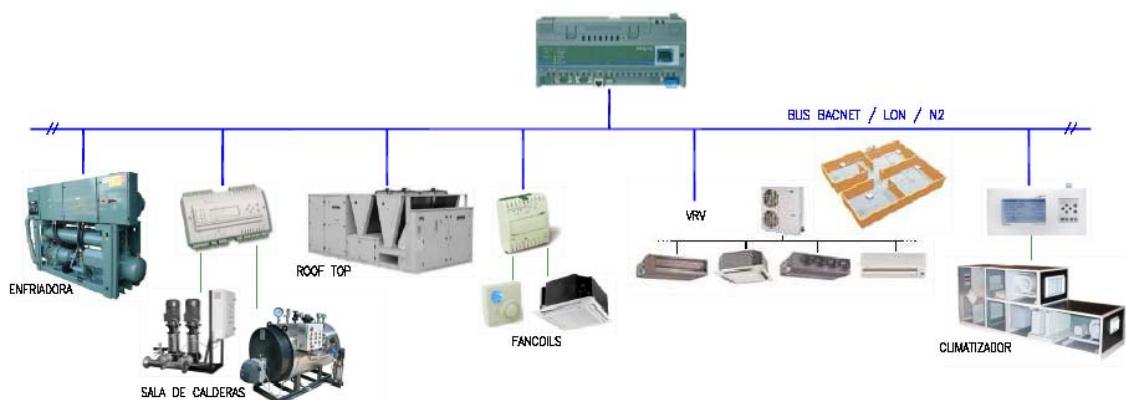 BUS BACNET / LON / N2
VRV
ROOF TOP
ENFRIADORA
FANCOILS
CLIMATIZADOR
SALA DE CALDERAS